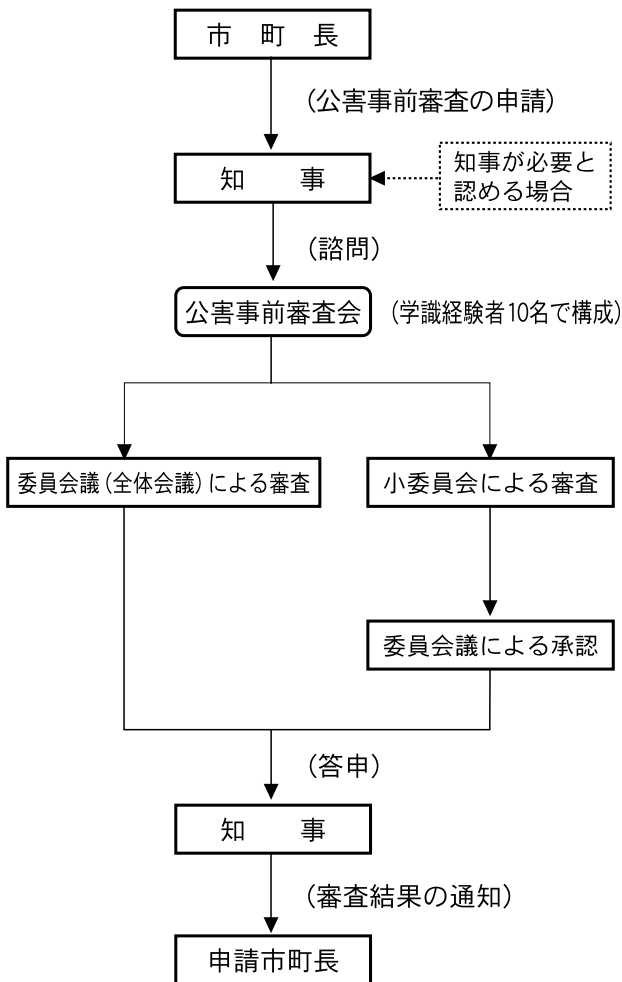 市町長
（公害事前審査の申請）
知事
知事が必要と
認める場合
（諮問）
公害事前審査会
（学識経験者10名で構成）
委員会議（全体会議）による審査
小委員会による審査
委員会議による承認
（答申）
知事
（審査結果の通知）
申請市町長